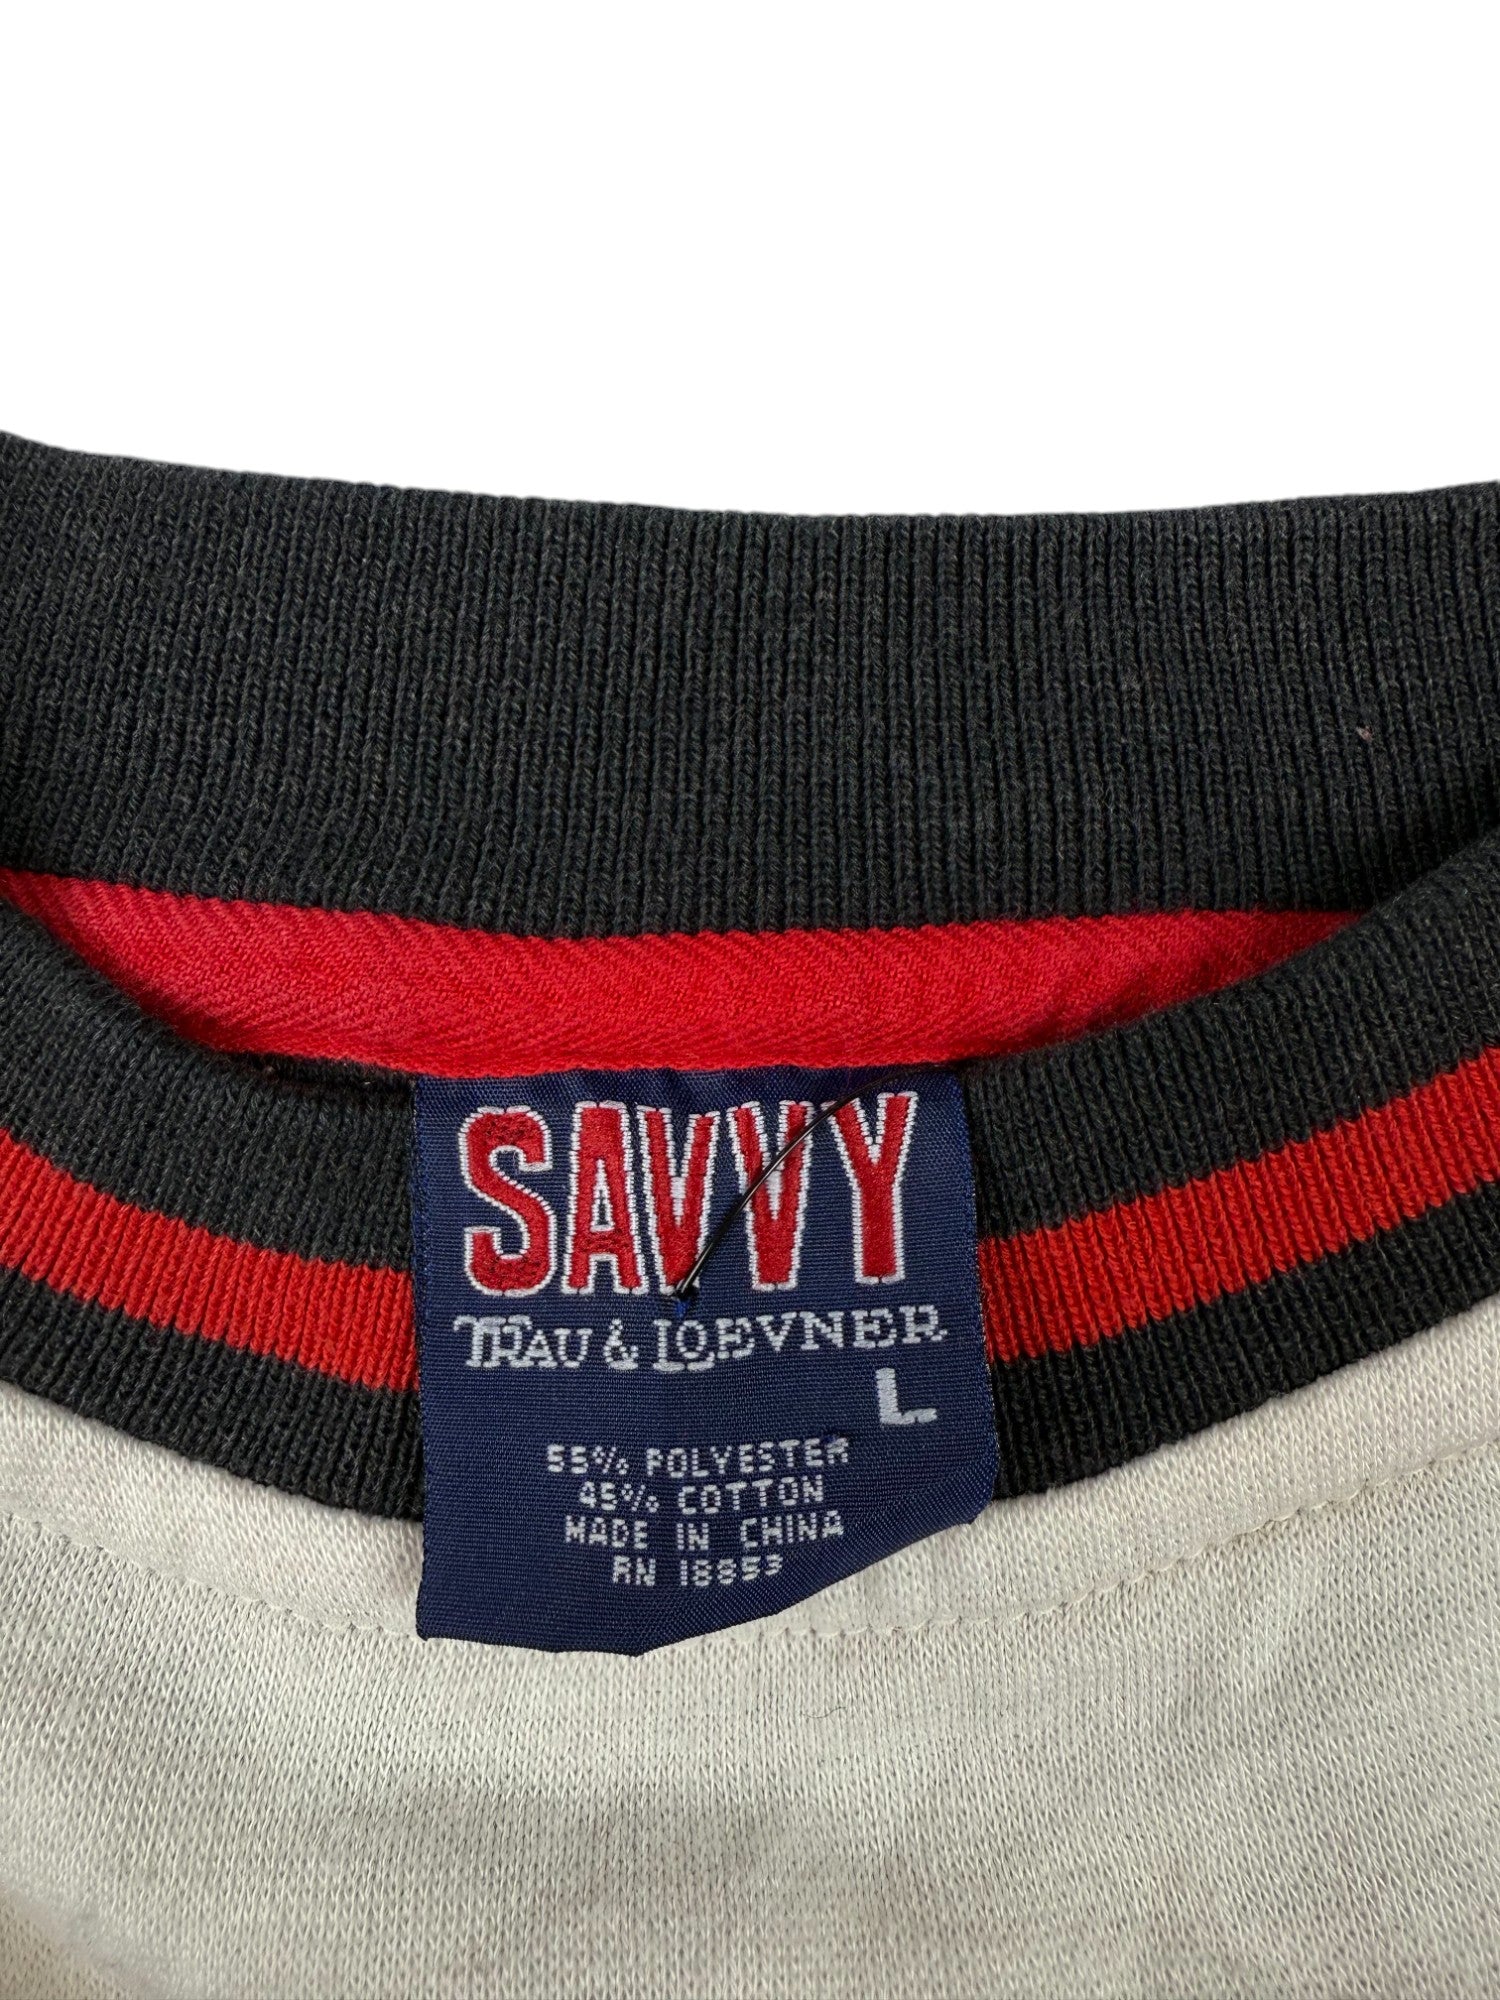 SAVVY
TRAU & LOEVNER
L
55% POLYESTER
45% COTTON
MADE IN CHINA
RN 18853